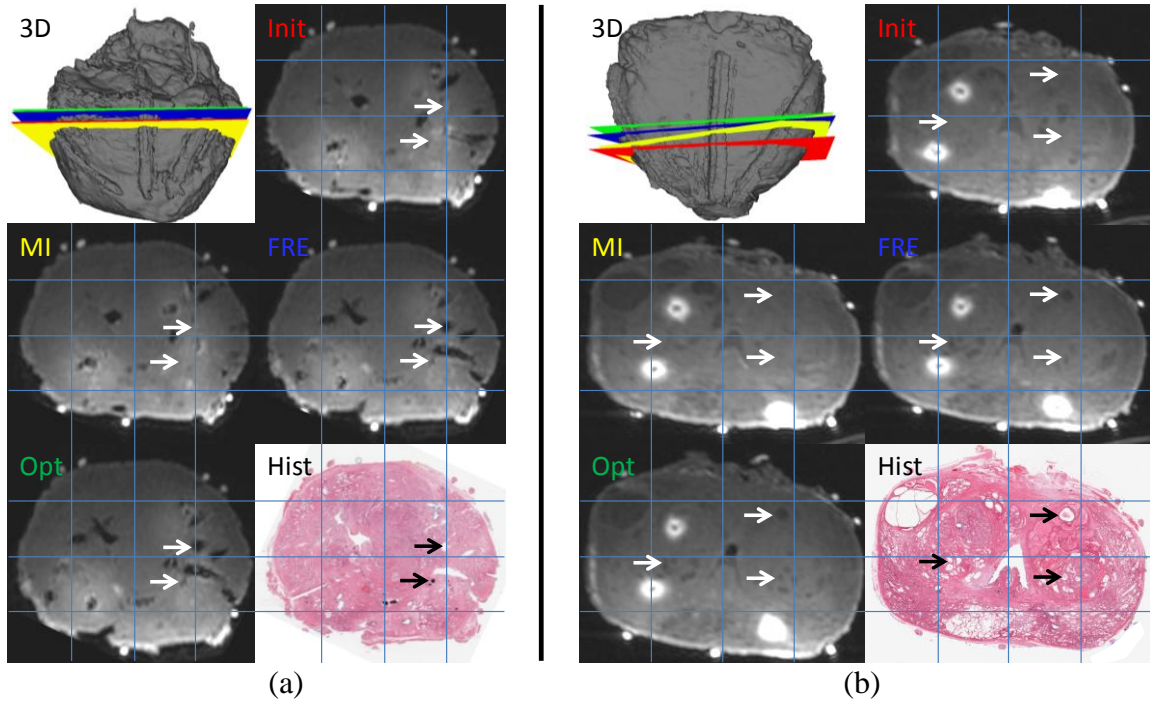 3D
Init
MI
FRE
Opt
Hist
(a)
3D
Init
MI
FRE
Opt
Hist
(b)